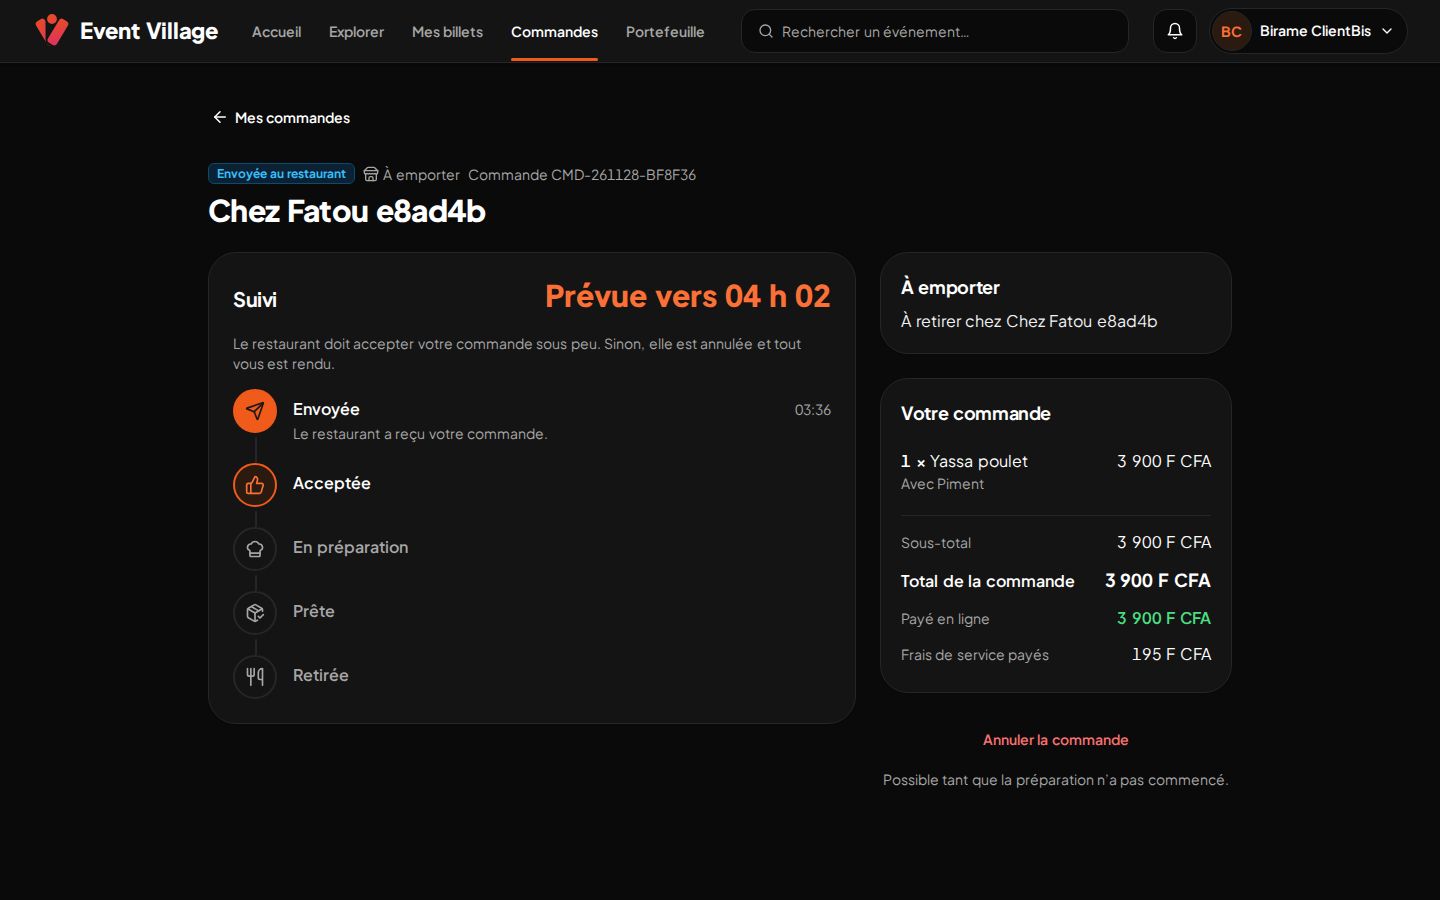 Event Village
Accueil
Explorer
Mes billets
Commandes
Portefeuille
Rechercher un événement…
BC
Birame ClientBis
Mes commandes
Envoyée au restaurant
À emporter
Commande CMD-261128-BF8F36
Chez Fatou e8ad4b
Suivi
Prévue vers 04 h 02
Le restaurant doit accepter votre commande sous peu. Sinon, elle est annulée et tout
vous est rendu.
Envoyée
03:36
Le restaurant a reçu votre commande.
Acceptée
En préparation
Prête
Retirée
À emporter
À retirer chez Chez Fatou e8ad4b
Votre commande
1 × Yassa poulet
3 900 F CFA
Avec Piment
Sous-total
3 900 F CFA
Total de la commande
3 900 F CFA
Payé en ligne
3 900 F CFA
Frais de service payés
195 F CFA
Annuler la commande
Possible tant que la préparation n'a pas commencé.